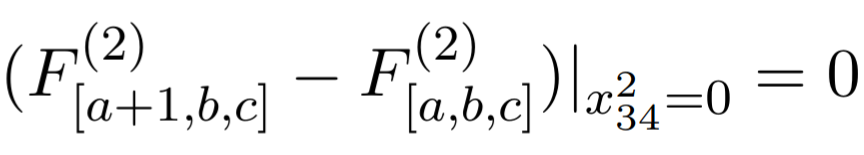 $(F^{(2)}_{[a+1,b,c]} - F^{(2)}_{[a,b,c]})|_{x^2_{34}=0} = 0$